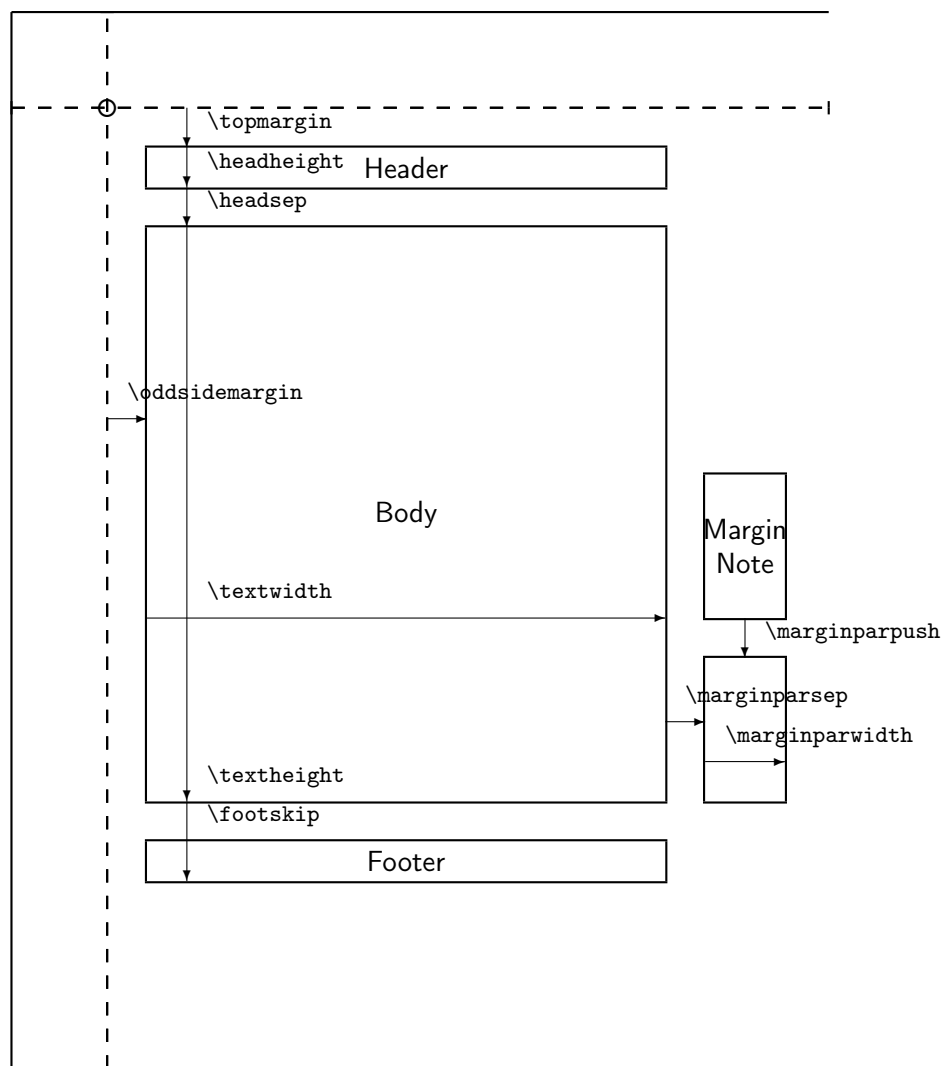 \topmargin
\headheight
Header
\headsep
\oddsidemargin
Body
Margin
Note
\textwidth
\marginparpush
\marginparsep
\marginparwidth
\textheight
\footskip
Footer